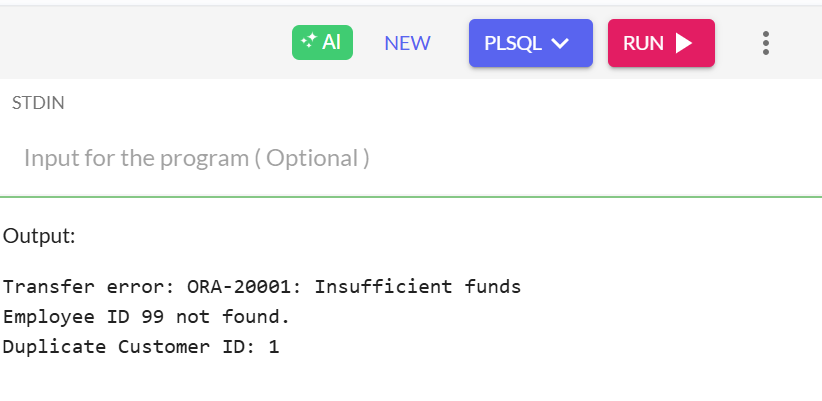 AI NEW PLSQL RUN
STDIN
Input for the program ( Optional )
Output:
Transfer error: ORA-20001: Insufficient funds
Employee ID 99 not found.
Duplicate Customer ID: 1